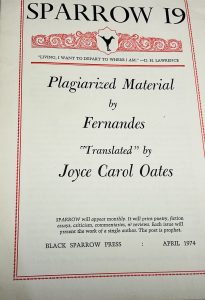 SPARROW 19
"LIVING, I WANT TO DEPART TO WHERE I AM." —D. H. LAWRENCE
Plagiarized Material
by
Fernandes
"Translated" by
Joyce Carol Oates
SPARROW will appear monthly. It will print poetry, fiction
essays, criticism, commentaries, or reviews. Each issue will
present the work of a single author. The poet is prophet.
BLACK SPARROW PRESS : APRIL 1974